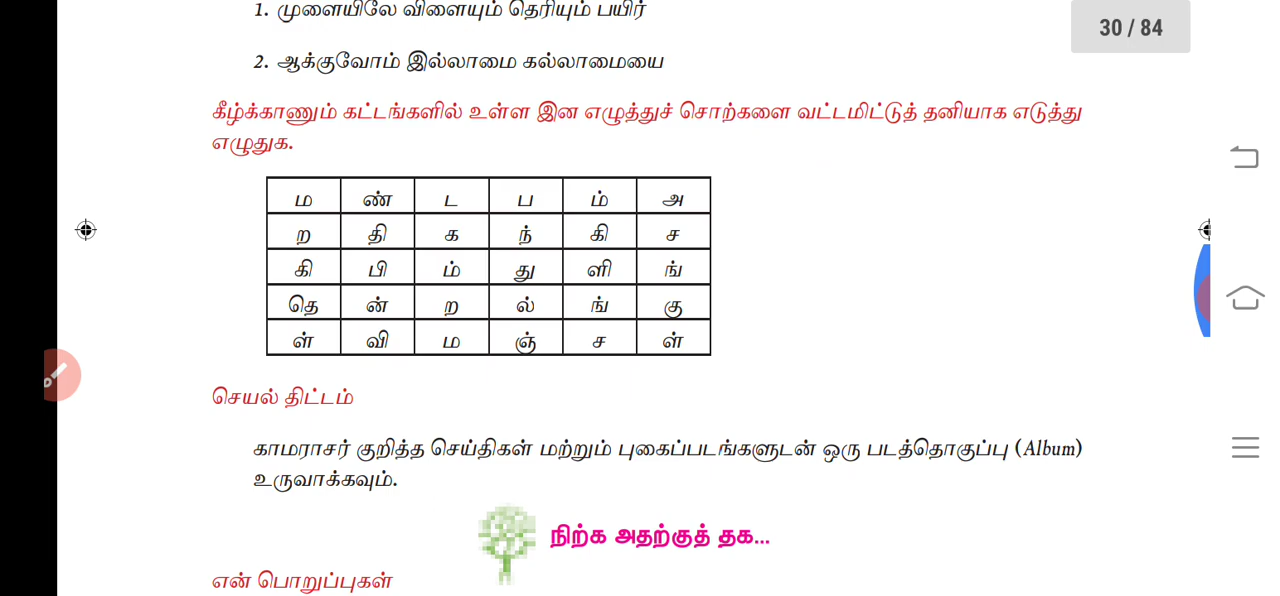 1. முளையிலே விளையும் தெரியும் பயிர்
30 / 84
2. ஆக்குவோம் இல்லாமை கல்லாமையை
கீழ்க்காணும் கட்டங்களில் உள்ள இன எழுத்துச் சொற்களை வட்டமிட்டுத் தனியாக எடுத்து
எழுதுக.
ம ண் ட ப ம் அ
ற தி க ந் கி ச
கி பி ம் து ளி ங்
தெ ன் ற ல் ங் கு
ள் வி ம ஞ் ச ள்
செயல் திட்டம்
காமராசர் குறித்த செய்திகள் மற்றும் புகைப்படங்களுடன் ஒரு படத்தொகுப்பு (Album)
உருவாக்கவும்.
நிற்க அதற்குத் தக...
என் பொறுப்புகள்